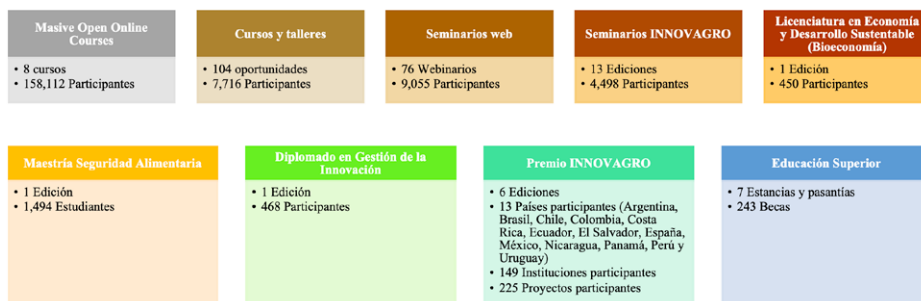 Masive Open Online
Courses
• 8 cursos
• 158,112 Participantes
Cursos y talleres
• 104 oportunidades
• 7,716 Participantes
Seminarios web
• 76 Webinarios
• 9,055 Participantes
Seminarios INNOVAGRO
• 13 Ediciones
• 4,498 Participantes
Licenciatura en Economía
y Desarrollo Sustentable
(Bioeconomía)
• 1 Edición
• 450 Participantes
Maestría Seguridad Alimentaria
• 1 Edición
• 1,494 Estudiantes
Diplomado en Gestión de la
Innovación
• 1 Edición
• 468 Participantes
Premio INNOVAGRO
• 6 Ediciones
• 13 Países participantes (Argentina,
Brasil, Chile, Colombia, Costa
Rica, Ecuador, El Salvador, España,
México, Nicaragua, Panamá, Perú y
Uruguay)
• 149 Instituciones participantes
• 225 Proyectos participantes
Educación Superior
• 7 Estancias y pasantías
• 243 Becas